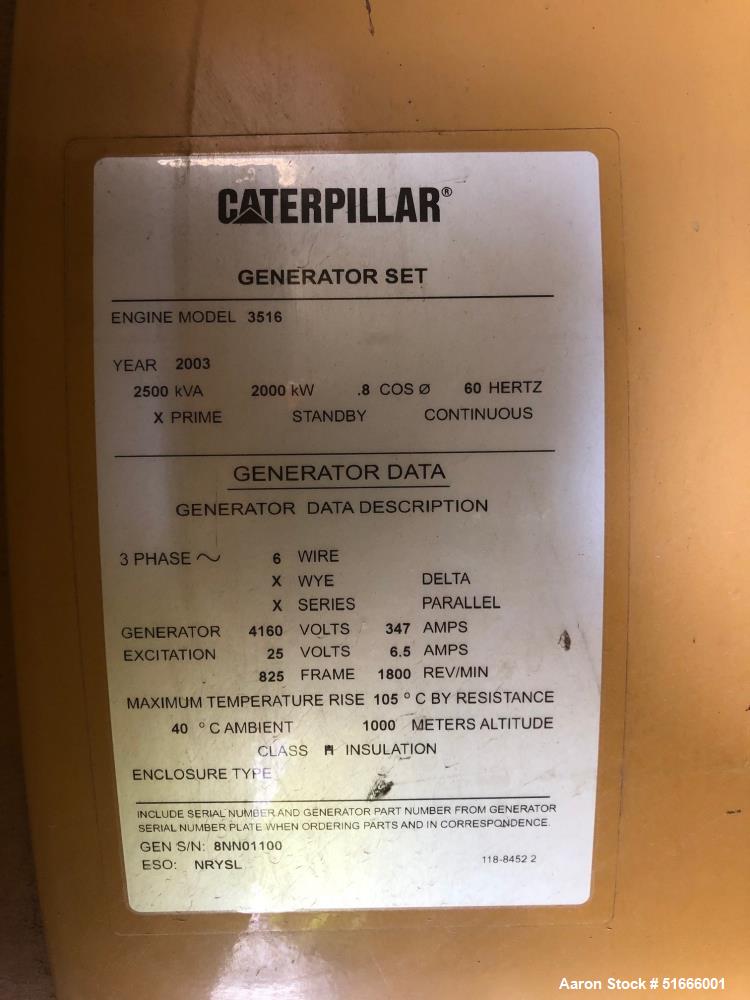 CATERPILLAR®
GENERATOR SET
ENGINE MODEL 3516
YEAR 2003
2500 kVA 2000 kW .8 COS Ø 60 HERTZ
X PRIME STANDBY CONTINUOUS
GENERATOR DATA
GENERATOR DATA DESCRIPTION
3 PHASE ~ 6 WIRE
X WYE DELTA
X SERIES PARALLEL
GENERATOR 4160 VOLTS 347 AMPS
EXCITATION 25 VOLTS 6.5 AMPS
825 FRAME 1800 REV/MIN
MAXIMUM TEMPERATURE RISE 105 ° C BY RESISTANCE
40 ° C AMBIENT 1000 METERS ALTITUDE
CLASS H INSULATION
ENCLOSURE TYPE
INCLUDE SERIAL NUMBER AND GENERATOR PART NUMBER FROM GENERATOR
SERIAL NUMBER PLATE WHEN ORDERING PARTS AND IN CORRESPONDENCE.
GEN S/N: 8NN01100
ESO: NRYSL 118-8452 2
Aaron Stock # 51666001